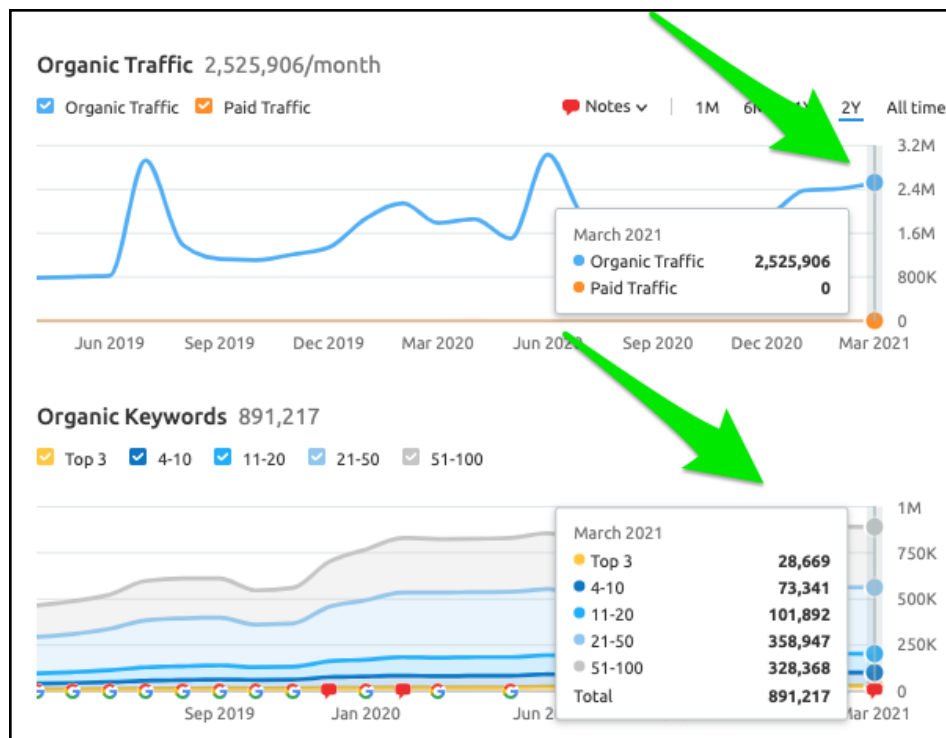 Organic Traffic 2,525,906/month
Organic Traffic Paid Traffic Notes 1M 2Y All time
3.2M
2.4M
1.6M
800K
0
March 2021
Organic Traffic 2,525,906
Paid Traffic 0
Jun 2019 Sep 2019 Dec 2019 Mar 2020 Jun 2020 Sep 2020 Dec 2020 Mar 2021
Organic Keywords 891,217
Top 3 4-10 11-20 21-50 51-100
1M
750K
500K
250K
0
March 2021
Top 3 28,669
4-10 73,341
11-20 101,892
21-50 358,947
51-100 328,368
Total 891,217
Sep 2019 Jan 2020 Jun Mar 2021